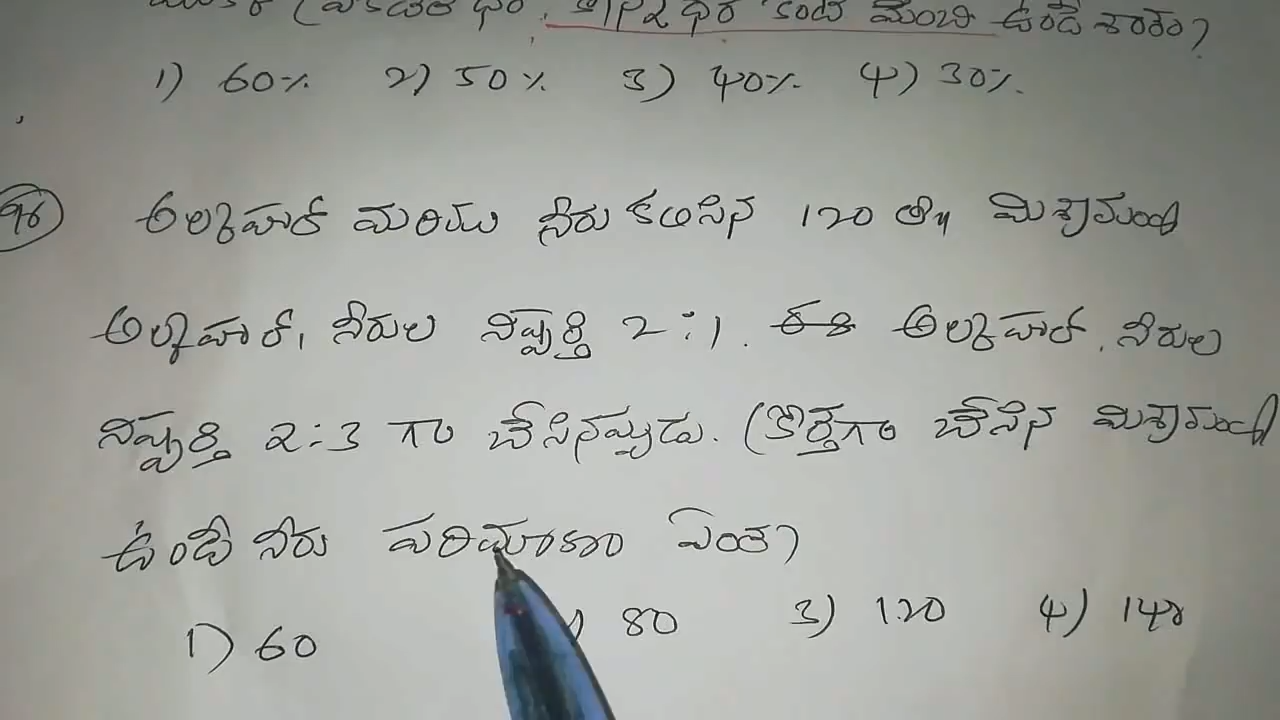 ఉండే శాతం?
1) 60% 2) 50% 3) 40% 4) 30%
96 ఆల్కహాల్ మరియు నీరు కలిసిన 120 లీ॥ మిశ్రమంలో
ఆల్కహాల్, నీరుల నిష్పత్తి 2:1. ఆల్కహాల్, నీరుల
నిష్పత్తి 2:3 గా చేసినప్పుడు. (కొత్తగా చేసిన మిశ్రమంలో
ఉండే నీరు పరిమాణం ఎంత?
1) 60 ) 80 3) 120 4) 148